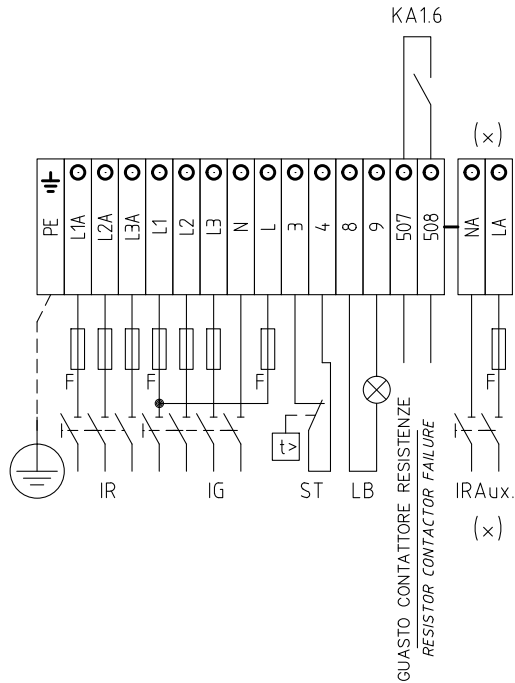 KA1.6
(x)
PE
L1A
L2A
L3A
L1
L2
L3
N
L
3
4
8
9
507
508
NA
LA
F
F
F
F
t>
IR
IG
ST
LB
IRAux.
(x)
GUASTO CONTATTORE RESISTENZE
RESISTOR CONTACTOR FAILURE